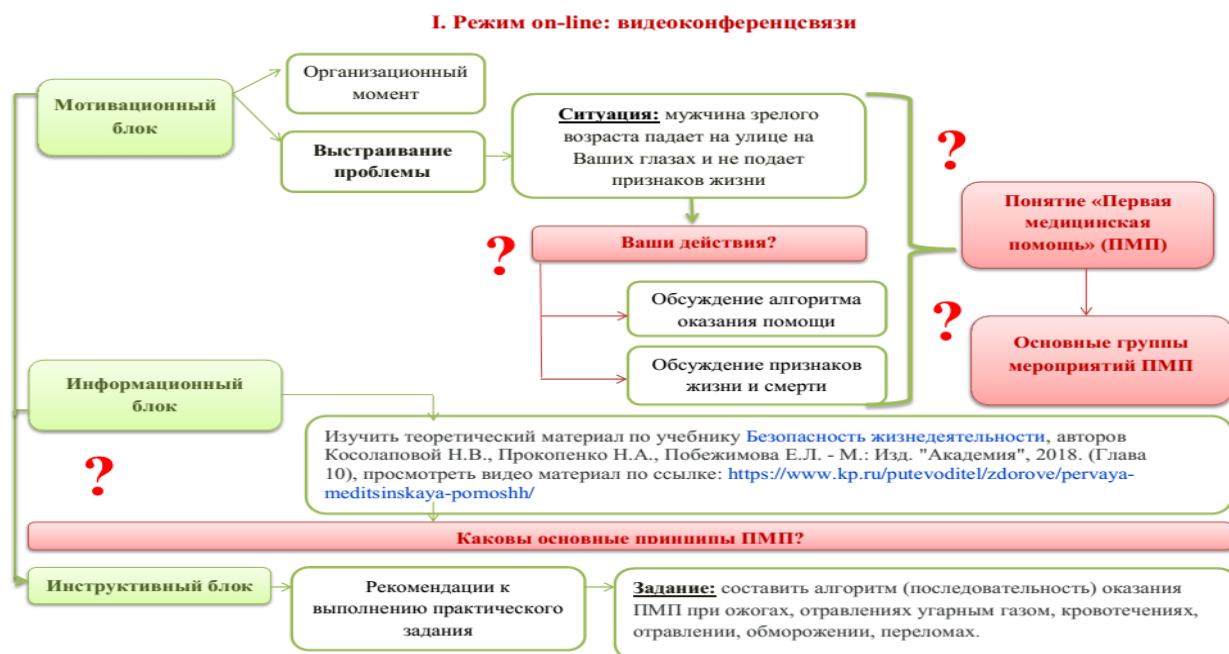 I. Режим on-line: видеоконференцсвязи
Мотивационный
блок
Организационный
момент
Выстраивание
проблемы
Ситуация: мужчина зрелого
возраста падает на улице на
Ваших глазах и не подает
признаков жизни
?
Ваши действия?
?
Обсуждение алгоритма
оказания помощи
Обсуждение признаков
жизни и смерти
Понятие «Первая
медицинская
помощь» (ПМП)
?
Основные группы
мероприятий ПМП
Информационный
блок
?
Изучить теоретический материал по учебнику Безопасность жизнедеятельности, авторов
Косолаповой Н.В., Прокопенко Н.А., Побежимова Е.Л. - М.: Изд. "Академия", 2018. (Глава
10), просмотреть видео материал по ссылке: https://www.kp.ru/putevoditel/zdorove/pervaya-
meditsinskaya-pomoshh/
Каковы основные принципы ПМП?
Инструктивный блок
Рекомендации к
выполнению практического
задания
Задание: составить алгоритм (последовательность) оказания
ПМП при ожогах, отравлениях угарным газом, кровотечениях,
отравлении, обморожении, переломах.